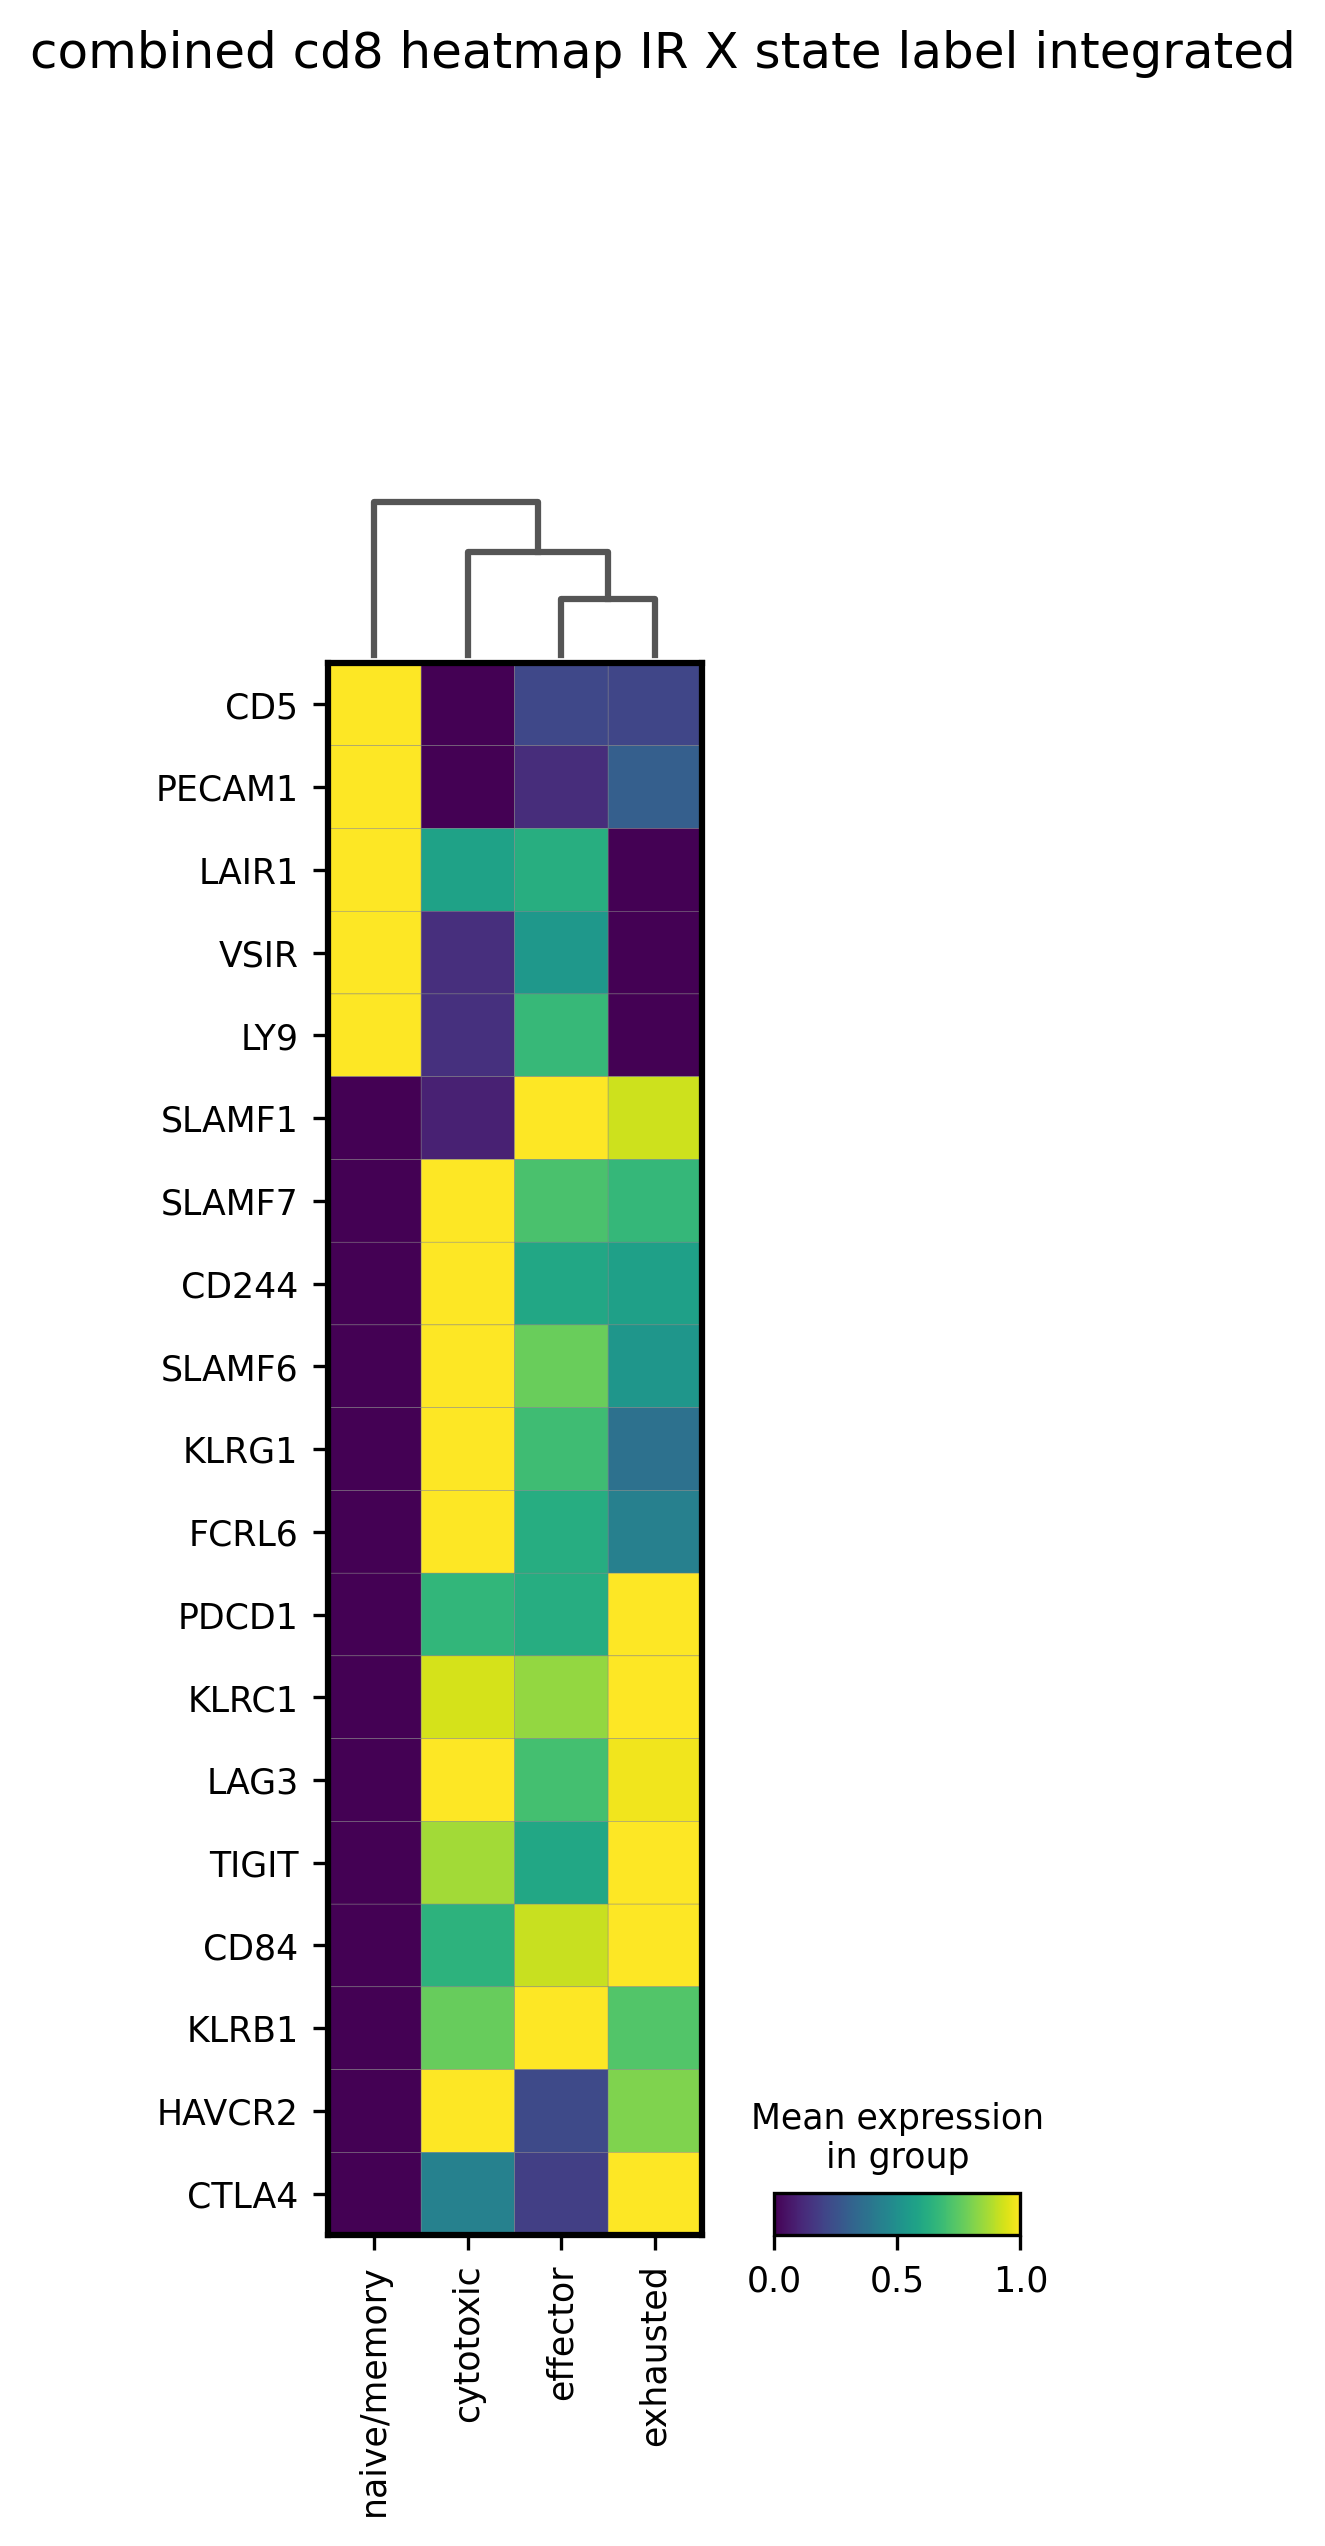 combined cd8 heatmap IR X state label integrated
CD5
PECAM1
LAIR1
VSIR
LY9
SLAMF1
SLAMF7
CD244
SLAMF6
KLRG1
FCRL6
PDCD1
KLRC1
LAG3
TIGIT
CD84
KLRB1
HAVCR2
CTLA4
naive/memory
cytotoxic
effector
exhausted
Mean expression
in group
0.0 0.5 1.0